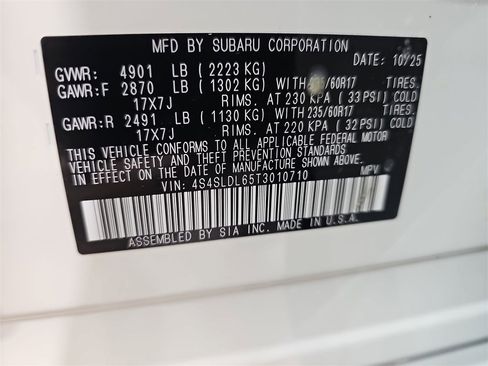 MFD BY SUBARU CORPORATION
DATE: 10/25
GVWR: 4901 LB (2223 KG)
GAWR:F 2870 LB (1302 KG) WITH 235/60R17 TIRES.
17X7J RIMS. AT 230 KPA (33 PSI) COLD
GAWR:R 2491 LB (1130 KG) WITH 235/60R17 TIRES.
17X7J RIMS. AT 220 KPA (32 PSI) COLD
THIS VEHICLE CONFORMS TO ALL APPLICABLE FEDERAL MOTOR
VEHICLE SAFETY AND THEFT PREVENTION STANDARDS
IN EFFECT ON THE DATE OF MANUFACTURE SHOWN ABOVE.
VIN: 4S4SLDL65T3010710 MPV
ASSEMBLED BY SIA INC. MADE IN U.S.A.